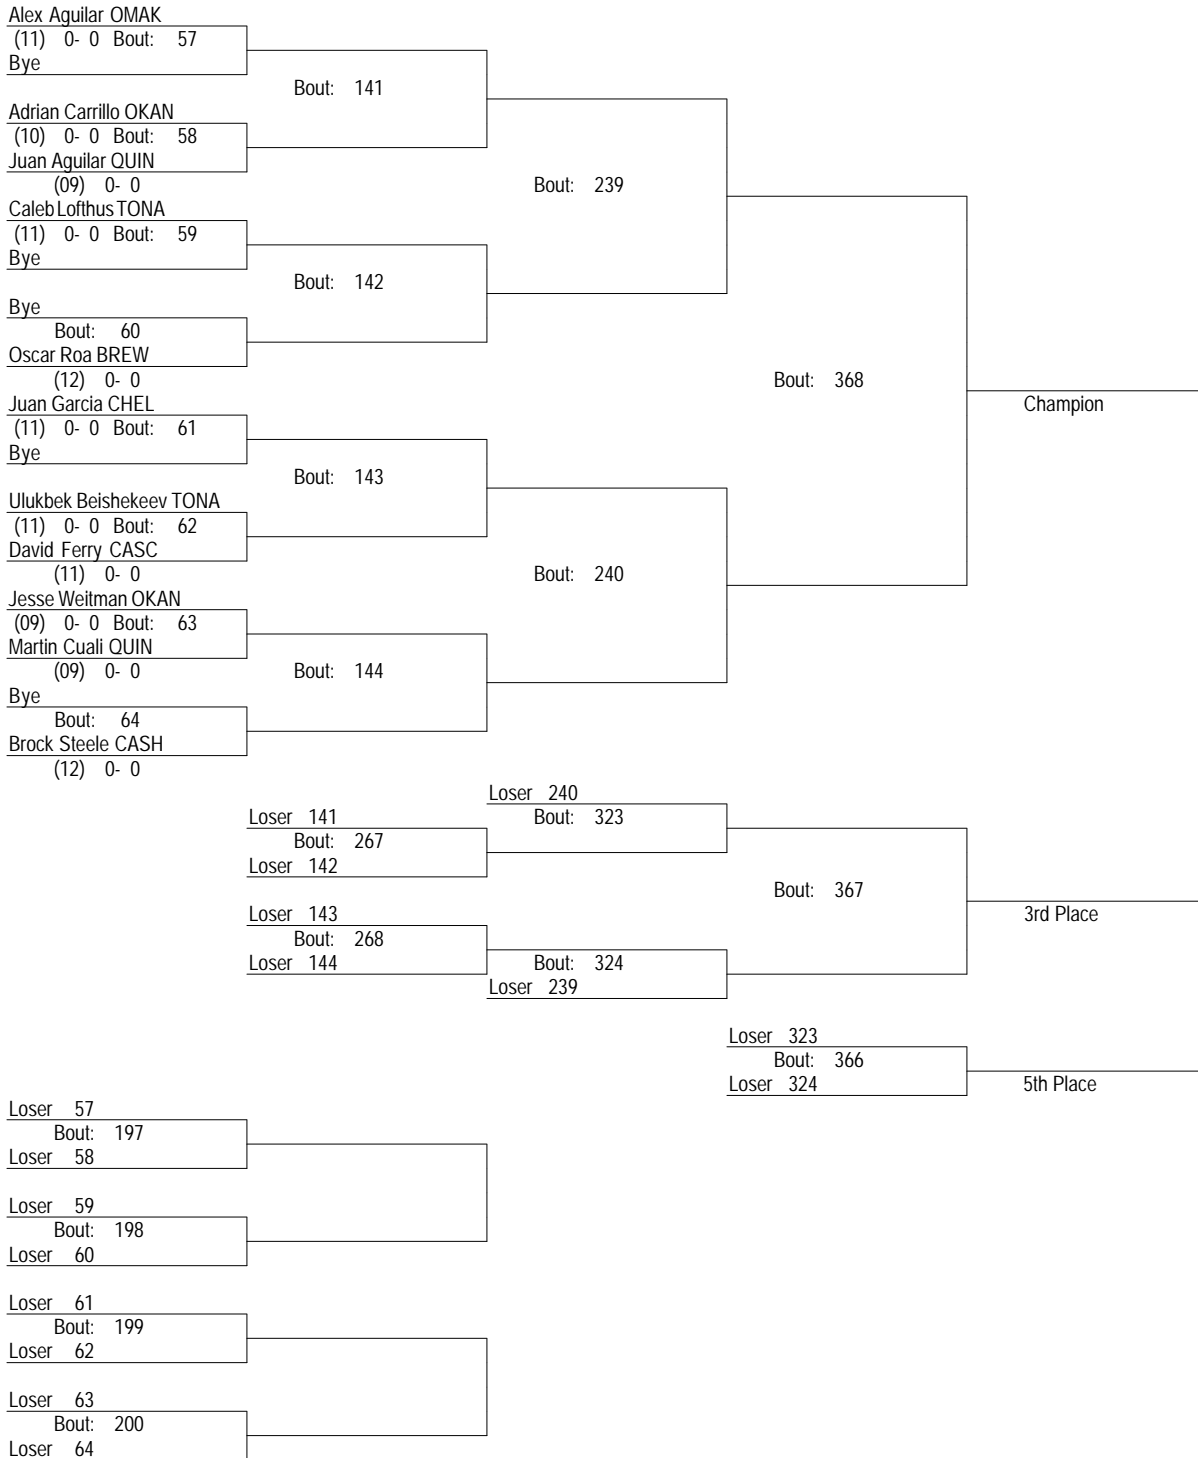 Alex Aguilar OMAK
(11) 0- 0 Bout: 57
Bye
Bout: 141
Adrian Carrillo OKAN
(10) 0- 0 Bout: 58
Juan Aguilar QUIN
(09) 0- 0
Bout: 239
Caleb Lofthus TONA
(11) 0- 0 Bout: 59
Bye
Bout: 142
Bye
Bout: 60
Oscar Roa BREW
(12) 0- 0
Bout: 368
Champion
Juan Garcia CHEL
(11) 0- 0 Bout: 61
Bye
Bout: 143
Ulukbek Beishekeev TONA
(11) 0- 0 Bout: 62
David Ferry CASC
(11) 0- 0
Bout: 240
Jesse Weitman OKAN
(09) 0- 0 Bout: 63
Martin Cuali QUIN
(09) 0- 0
Bout: 144
Bye
Bout: 64
Brock Steele CASH
(12) 0- 0
Loser 240
Loser 141
Bout: 323
Bout: 267
Loser 142
Bout: 367
Loser 143
3rd Place
Bout: 268
Loser 144
Bout: 324
Loser 239
Loser 323
Bout: 366
Loser 324
5th Place
Loser 57
Bout: 197
Loser 58
Loser 59
Bout: 198
Loser 60
Loser 61
Bout: 199
Loser 62
Loser 63
Bout: 200
Loser 64